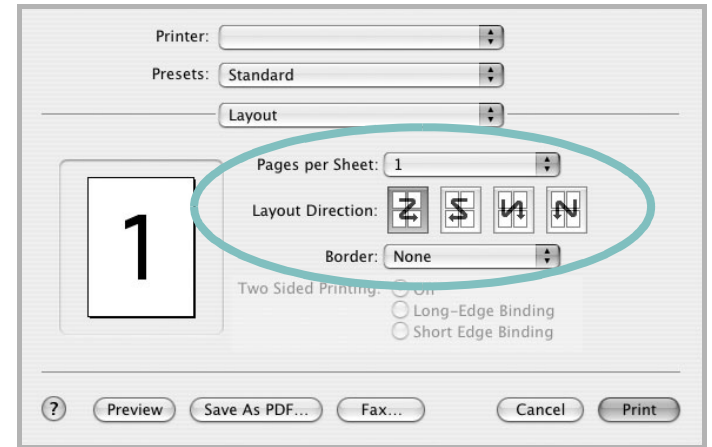 Printer:
Presets: Standard
Layout
Pages per Sheet: 1
Layout Direction:
1
Border: None
Two Sided Printing: Off
Long-Edge Binding
Short Edge Binding
? Preview Save As PDF... Fax... Cancel Print